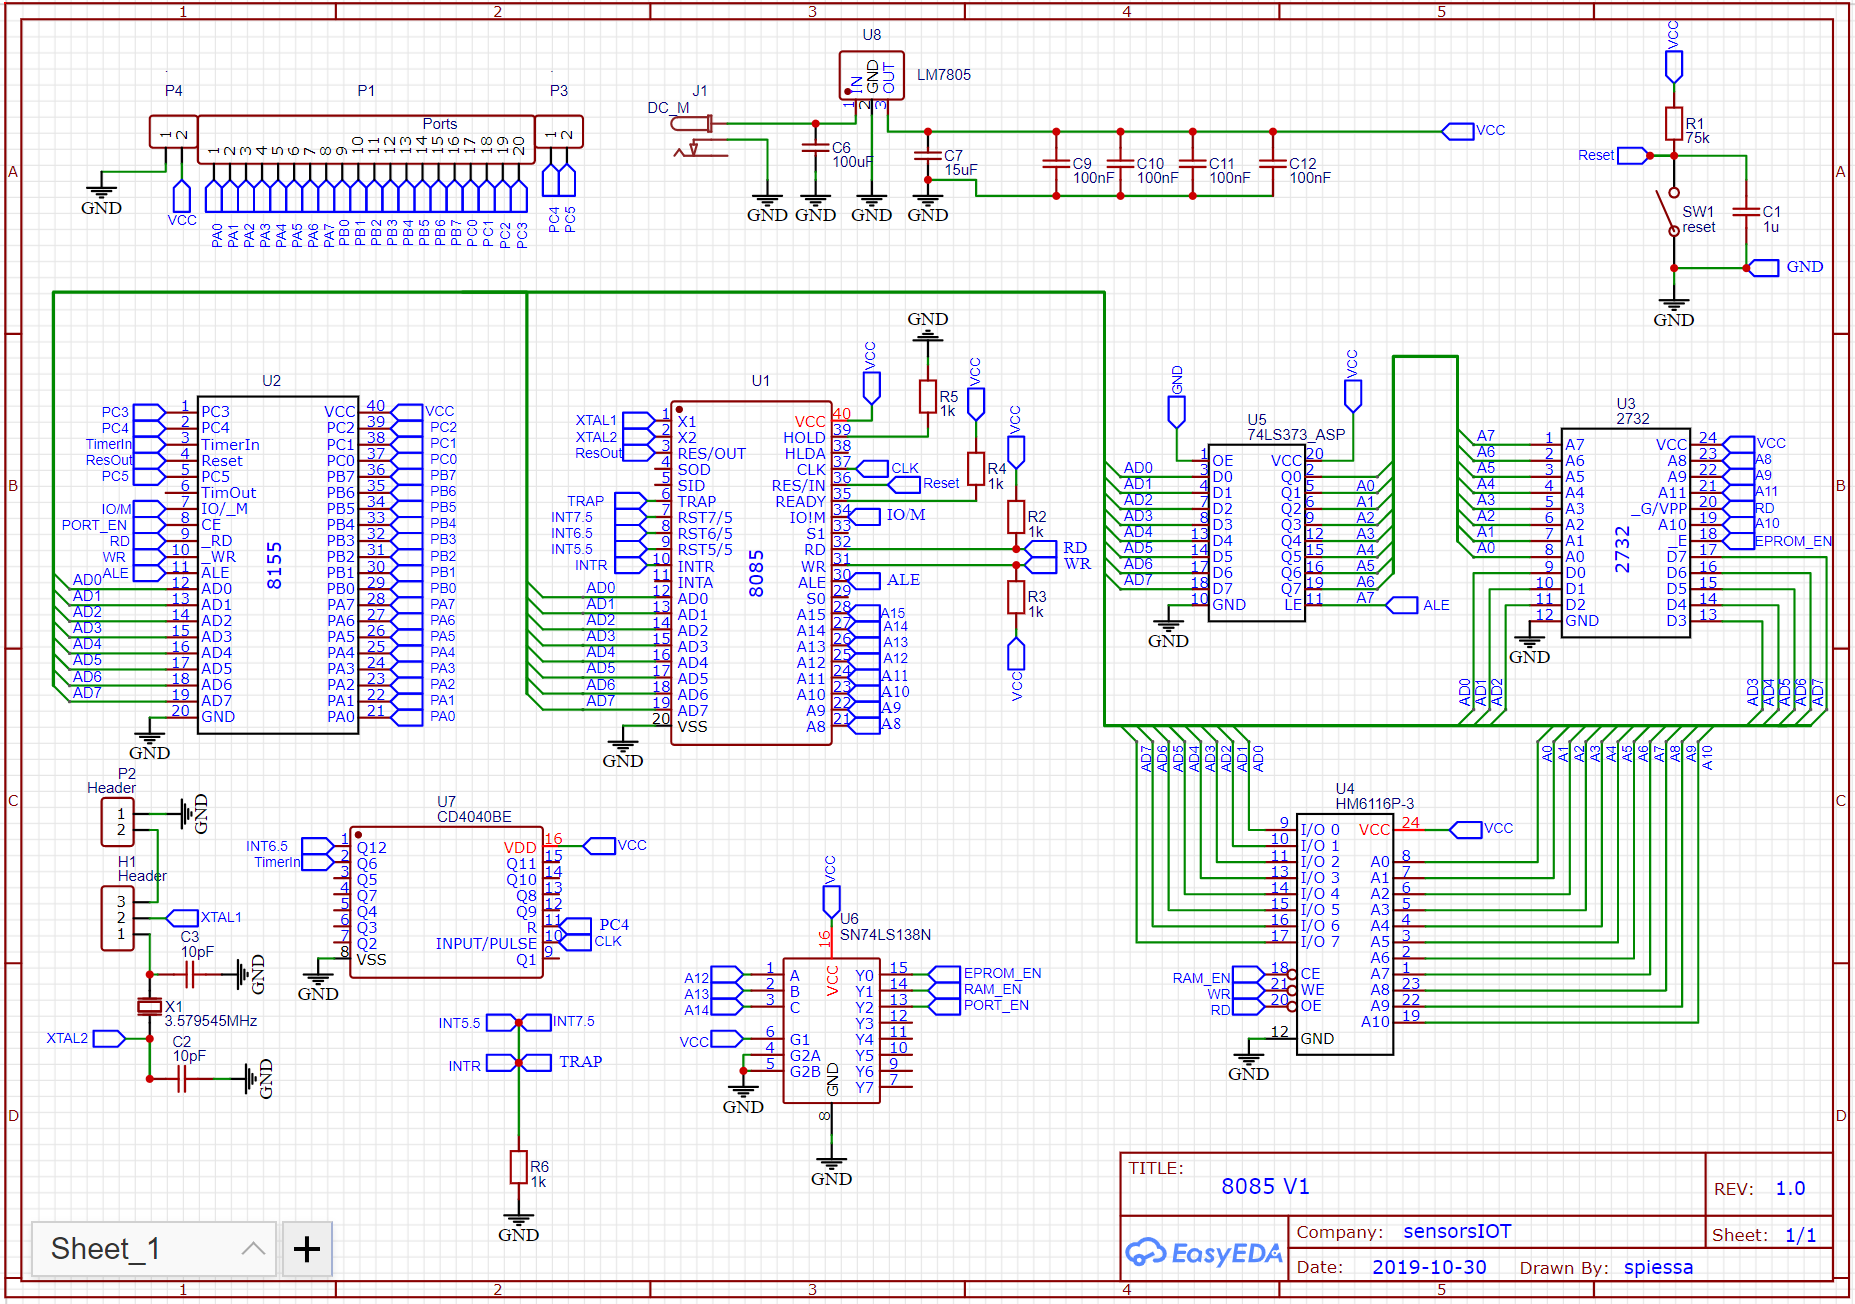 1 2 3 4 5
A B C D
P4
1 2
GND
VCC
P1
Ports
1 2 3 4 5 6 7 8 9 10 11 12 13 14 15 16 17 18 19 20
PA0 PA1 PA2 PA3 PA4 PA5 PA6 PA7 PB0 PB1 PB2 PB3 PB4 PB5 PB6 PB7 PC0 PC1 PC2 PC3
P3
1 2
PC4 PC5
J1
DC_M
U8
LM7805
IN GND OUT
1 2 3
C6
100uF
C7
15uF
C9
100nF
C10
100nF
C11
100nF
C12
100nF
VCC
GND GND GND GND
VCC
R1
75k
Reset
SW1
reset
C1
1u
GND
GND
U2
8155
PC3 1 PC3
PC4 2 PC4
TimerIn 3 TimerIn
ResOut 4 Reset
PC5 5 PC5
6 TimOut
IO/M 7 IO/_M
PORT_EN 8 CE
RD 9 _RD
WR 10 _WR
ALE 11 ALE
AD0 12 AD0
AD1 13 AD1
AD2 14 AD2
AD3 15 AD3
AD4 16 AD4
AD5 17 AD5
AD6 18 AD6
AD7 19 AD7
20 GND
GND
VCC 40 VCC
PC2 39 PC2
PC1 38 PC1
PC0 37 PC0
PB7 36 PB7
PB6 35 PB6
PB5 34 PB5
PB4 33 PB4
PB3 32 PB3
PB2 31 PB2
PB1 30 PB1
PB0 29 PB0
PA7 28 PA7
PA6 27 PA6
PA5 26 PA5
PA4 25 PA4
PA3 24 PA3
PA2 23 PA2
PA1 22 PA1
PA0 21 PA0
U1
8085
XTAL1 1 X1
XTAL2 2 X2
ResOut 3 RES/OUT
4 SOD
5 SID
TRAP 6 TRAP
INT7.5 7 RST7/5
INT6.5 8 RST6/5
INT5.5 9 RST5/5
INTR 10 INTR
11 INTA
AD0 12 AD0
AD1 13 AD1
AD2 14 AD2
AD3 15 AD3
AD4 16 AD4
AD5 17 AD5
AD6 18 AD6
AD7 19 AD7
20 VSS
GND
VCC 40
HOLD 39
HLDA 38
CLK 37 CLK
RES/IN 36 Reset
READY 35
IO!M 34 IO/M
S1 33
RD 32 RD
WR 31 WR
ALE 30 ALE
S0 29
A15 28 A15
A14 27 A14
A13 26 A13
A12 25 A12
A11 24 A11
A10 23 A10
A9 22 A9
A8 21 A8
VCC
GND
R5
1k
VCC
R4
1k
VCC
R2
1k
R3
1k
VCC
U5
74LS373_ASP
GND
VCC
1 OE
AD0 3 D0
AD1 4 D1
AD2 7 D2
AD3 8 D3
AD4 13 D4
AD5 14 D5
AD6 17 D6
AD7 18 D7
10 GND
GND
VCC 20
Q0 2 A0
Q1 5 A1
Q2 6 A2
Q3 9 A3
Q4 12 A4
Q5 15 A5
Q6 16 A6
Q7 19 A7
LE 11 ALE
U3
2732
2732
A7 1 A7
A6 2 A6
A5 3 A5
A4 4 A4
A3 5 A3
A2 6 A2
A1 7 A1
A0 8 A0
9 D0
10 D1
11 D2
12 GND
GND
VCC 24 VCC
A8 23 A8
A9 22 A9
A11 21 A11
_G/VPP 20 RD
A10 19 A10
_E 18 EPROM_EN
D7 17
D6 16
D5 15
D4 14
D3 13
AD0 AD1 AD2
AD3 AD4 AD5 AD6 AD7
AD7 AD6 AD5 AD4 AD3 AD2 AD1 AD0
A0 A1 A2 A3 A4 A5 A6 A7 A8 A9 A10
U4
HM6116P-3
9 I/O 0
10 I/O 1
11 I/O 2
13 I/O 3
14 I/O 4
15 I/O 5
16 I/O 6
17 I/O 7
RAM_EN 18 CE
WR 21 WE
RD 20 OE
12 GND
GND
VCC 24 VCC
A0 8
A1 7
A2 6
A3 5
A4 4
A5 3
A6 2
A7 1
A8 23
A9 22
A10 19
P2
Header
1
2
GND
H1
Header
3
2
1
XTAL1
C3
10pF
GND
X1
3.579545MHz
XTAL2
C2
10pF
GND
U7
CD4040BE
INT6.5 1 Q12
TimerIn 2 Q6
3 Q5
4 Q7
5 Q4
6 Q3
7 Q2
8 VSS
GND
VDD 16 VCC
Q11 15
Q10 14
Q8 13
Q9 12
R 11 PC4
INPUT/PULSE 10 CLK
Q1 9
INT5.5 INT7.5
INTR TRAP
R6
1k
GND
VCC
U6
SN74LS138N
16
VCC
A12 1 A
A13 2 B
A14 3 C
VCC 6 G1
4 G2A
5 G2B
GND
Y0 15 EPROM_EN
Y1 14 RAM_EN
Y2 13 PORT_EN
Y3 12
Y4 11
Y5 10
Y6 9
Y7 7
GND
8
GND
TITLE:
8085 V1
REV: 1.0
EasyEDA
Company: sensorsIOT
Sheet: 1/1
Date: 2019-10-30 Drawn By: spiessa
Sheet_1
+
1 2 3 4 5
A B C D